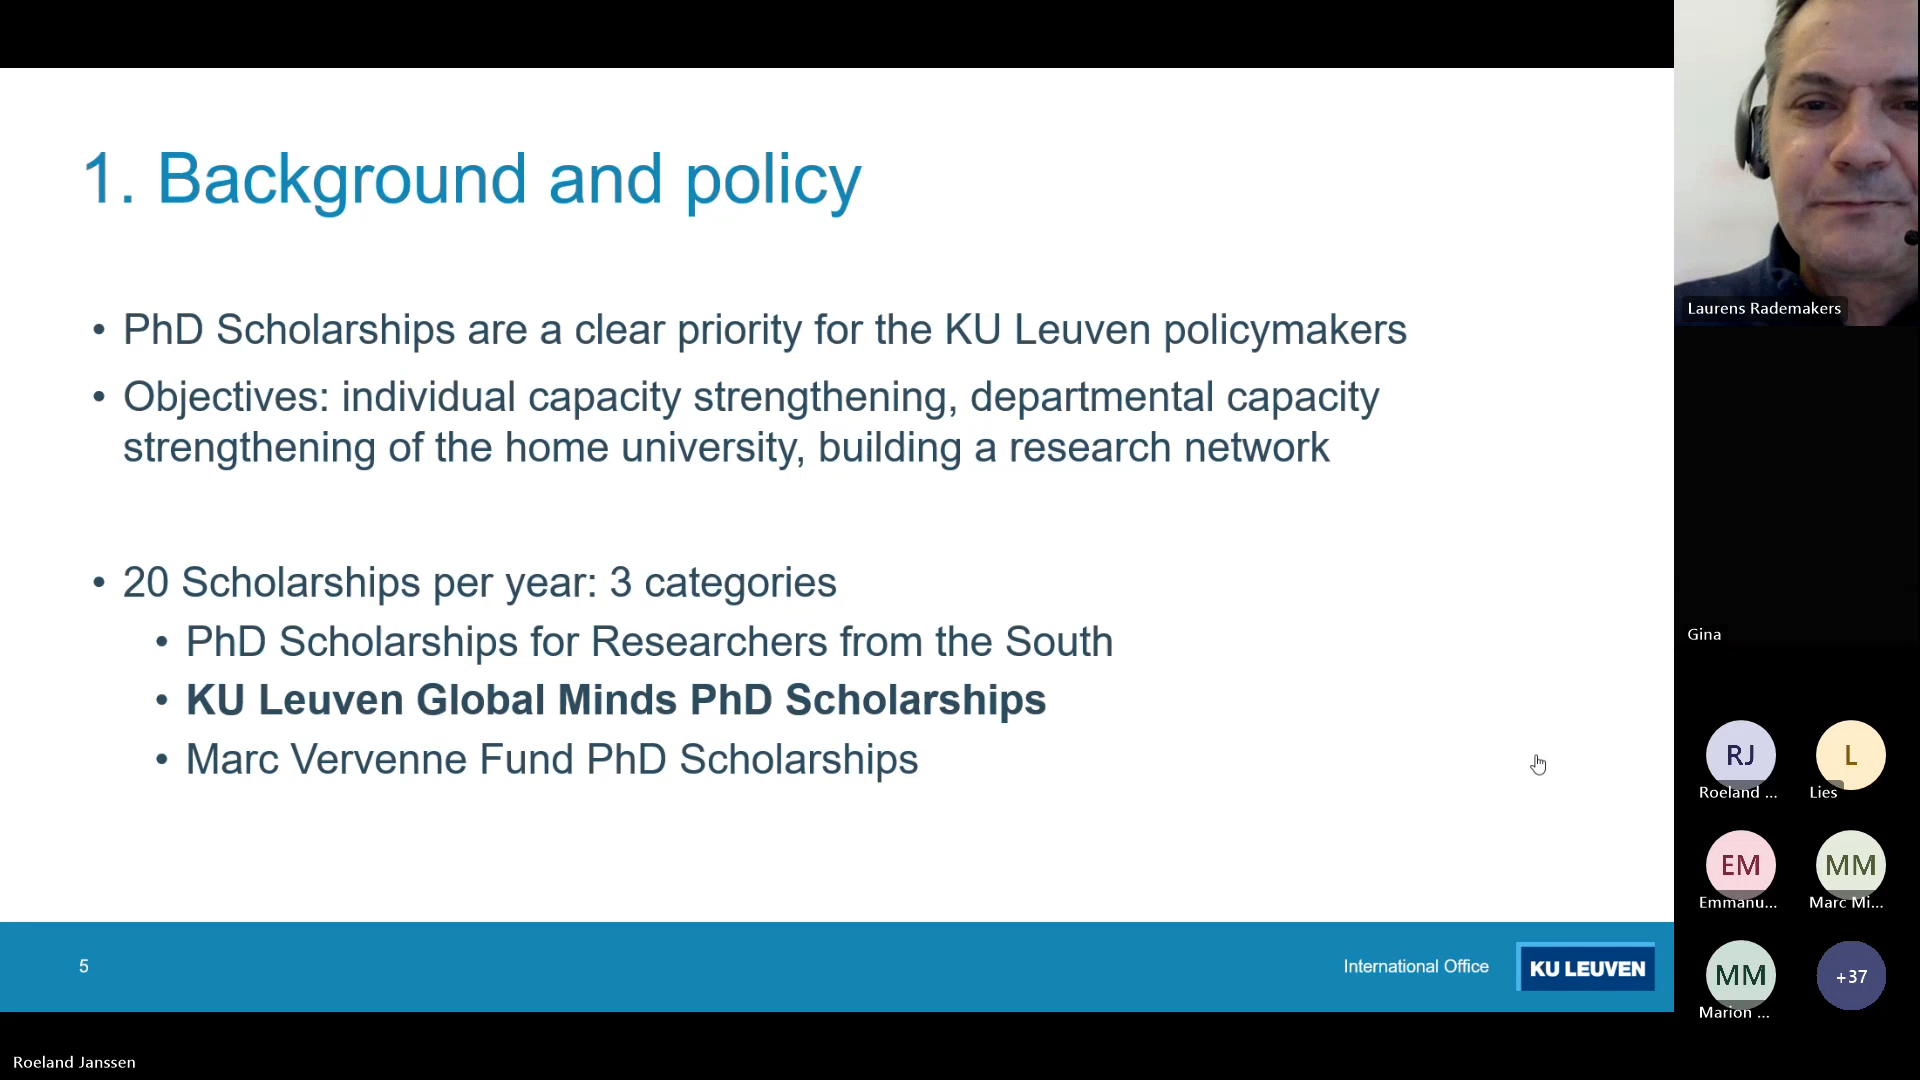 1. Background and policy
• PhD Scholarships are a clear priority for the KU Leuven policymakers
• Objectives: individual capacity strengthening, departmental capacity
strengthening of the home university, building a research network
• 20 Scholarships per year: 3 categories
• PhD Scholarships for Researchers from the South
• KU Leuven Global Minds PhD Scholarships
• Marc Vervenne Fund PhD Scholarships
5
International Office
KU LEUVEN
Roeland Janssen
Laurens Rademakers
Gina
RJ
Roeland ...
L
Lies
EM
Emmanu...
MM
Marc Mi...
MM
Marion ...
+37